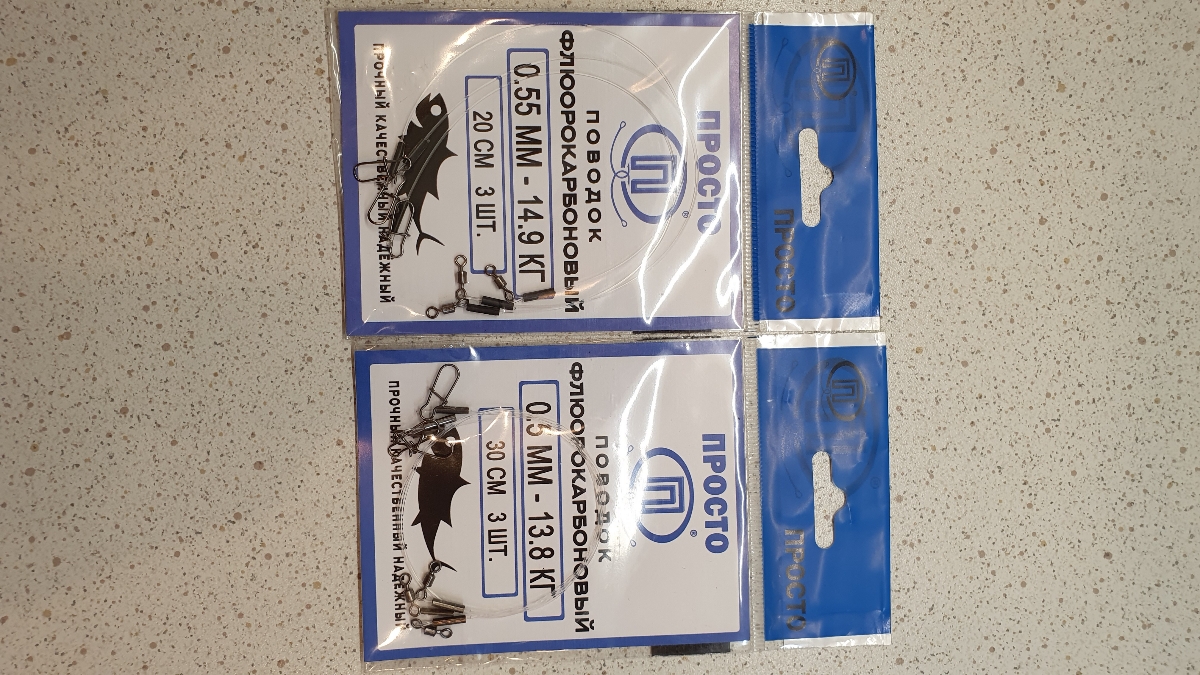 П
ПРОСТО
ПРОСТО
П
®
ПОВОДОК
ФЛЮОРОКАРБОНОВЫЙ
0,55 ММ - 14.9 КГ
20 СМ 3 ШТ.
ПРОЧНЫЙ КАЧЕСТВЕННЫЙ НАДЕЖНЫЙ
П
ПРОСТО
ПРОСТО
П
®
ПОВОДОК
ФЛЮОРОКАРБОНОВЫЙ
0,5 ММ - 13.8 КГ
30 СМ 3 ШТ.
ПРОЧНЫЙ КАЧЕСТВЕННЫЙ НАДЕЖНЫЙ